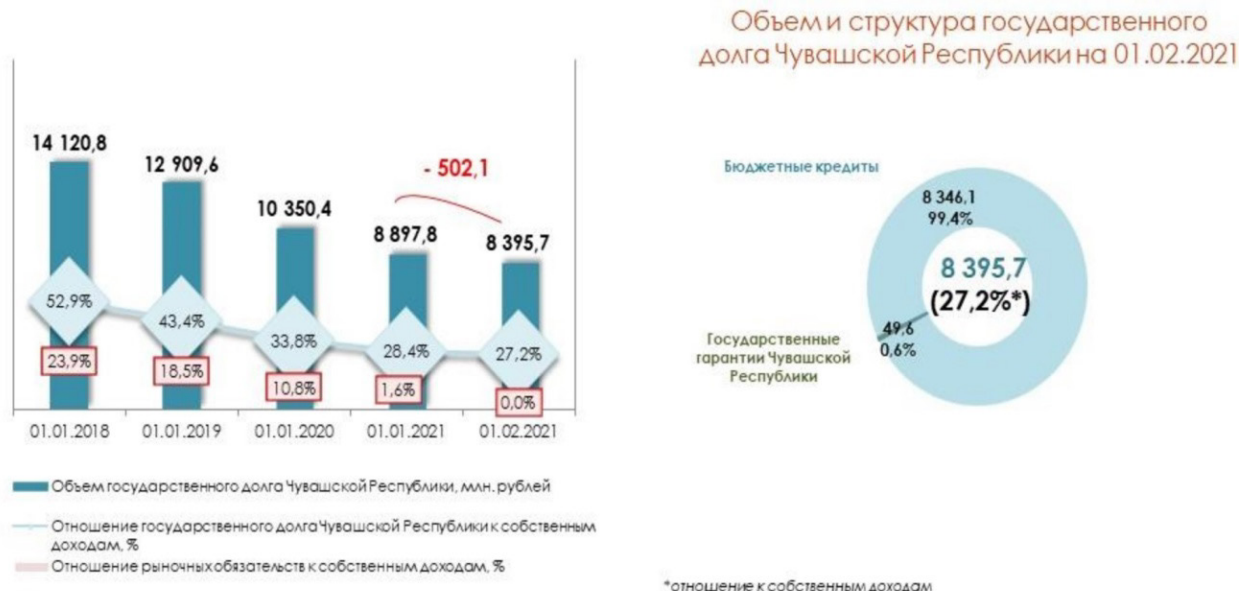 Объем и структура государственного
долга Чувашской Республики на 01.02.2021
14 120,8
12 909,6
10 350,4
8 897,8
8 395,7
- 502,1
52,9%
43,4%
33,8%
28,4%
27,2%
23,9%
18,5%
10,8%
1,6%
0,0%
01.01.2018
01.01.2019
01.01.2020
01.01.2021
01.02.2021
Объем государственного долга Чувашской Республики, млн. рублей
Отношение государственного долга Чувашской Республики к собственным
доходам, %
Отношение рыночных обязательств к собственным доходам, %
Бюджетные кредиты
8 346,1
99,4%
8 395,7
(27,2%*)
49,6
0,6%
Государственные
гарантии Чувашской
Республики
*отношение к собственным доходам